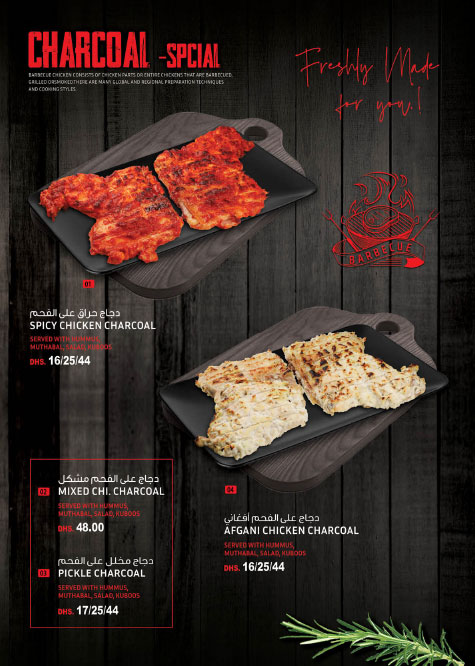 CHARCOAL -SPCIAL
BARBECUE CHICKEN CONSISTS OF CHICKEN PARTS OR ENTIRE CHICKENS THAT ARE BARBECUED,
GRILLED ORSMOKEDTHERE ARE MANY GLOBAL AND REGIONAL PREPARATION TECHNIQUES
AND COOKING STYLES.
Freshly Made
for you.!
BARBECUE
01
دجاج حراق على الفحم
SPICY CHICKEN CHARCOAL
SERVED WITH HUMMUS,
MUTHABAL, SALAD, KUBOOS
DHS. 16/25/44
02
دجاج على الفحم مشكل
MIXED CHI. CHARCOAL
SERVED WITH HUMMUS,
MUTHABAL, SALAD, KUBOOS
DHS. 48.00
03
دجاج مخلل على الفحم
PICKLE CHARCOAL
SERVED WITH HUMMUS,
MUTHABAL, SALAD, KUBOOS
DHS. 17/25/44
04
دجاج على الفحم أفغاني
AFGANI CHICKEN CHARCOAL
SERVED WITH HUMMUS,
MUTHABAL, SALAD, KUBOOS
DHS. 16/25/44